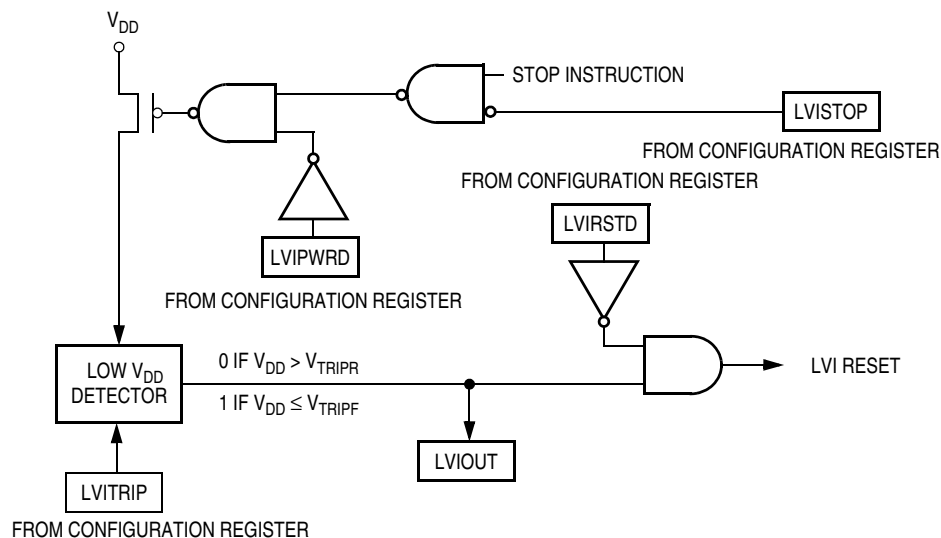 VDD
STOP INSTRUCTION
LVISTOP
FROM CONFIGURATION REGISTER
FROM CONFIGURATION REGISTER
LVIRSTD
LVIPWRD
FROM CONFIGURATION REGISTER
LOW VDD
DETECTOR
0 IF VDD > VTRIPR
1 IF VDD ≤ VTRIPF
LVI RESET
LVIOUT
LVITRIP
FROM CONFIGURATION REGISTER